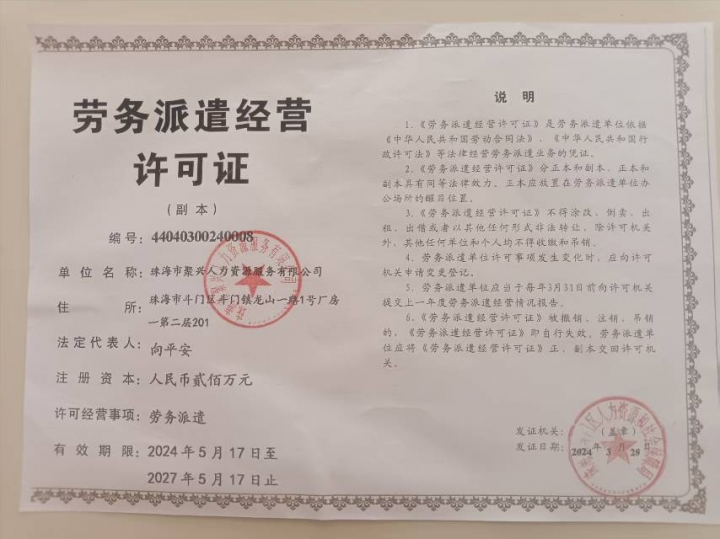 劳务派遣经营
许可证
(副本)
编号: 44040300240008
单位名称: 珠海市聚兴人力资源服务有限公司
住所: 珠海市斗门区斗门镇龙山一路1号厂房
一第二层201
法定代表人: 向平安
注册资本: 人民币贰佰万元
许可经营事项: 劳务派遣
有效期限: 2024年5月17日至
2027年5月17日止
说明
1.《劳务派遣经营许可证》是劳务派遣单位依据
《中华人民共和国劳动合同法》、《中华人民共和国行
政许可法》等法律经营劳务派遣业务的凭证。
2.《劳务派遣经营许可证》分正本和副本,正本和
副本具有同等法律效力。正本应放置在劳务派遣单位办
公场所的醒目位置。
3.《劳务派遣经营许可证》不得涂改、倒卖、出
租、出借或者以其他任何形式非法转让。除许可机关
外,其他任何单位和个人均不得收缴和吊销。
4.劳务派遣单位许可事项发生变化时,应向许可机
关申请变更登记。
5.劳务派遣单位应当于每年3月31日前向许可机关
提交上一年度劳务派遣经营情况报告。
6.《劳务派遣经营许可证》被撤销、注销、吊销
的,《劳务派遣经营许可证》即自行失效。劳务派遣单
位应将《劳务派遣经营许可证》正、副本交回许可机
关。
发证机关: (盖章)
发证日期: 2024年3月28日